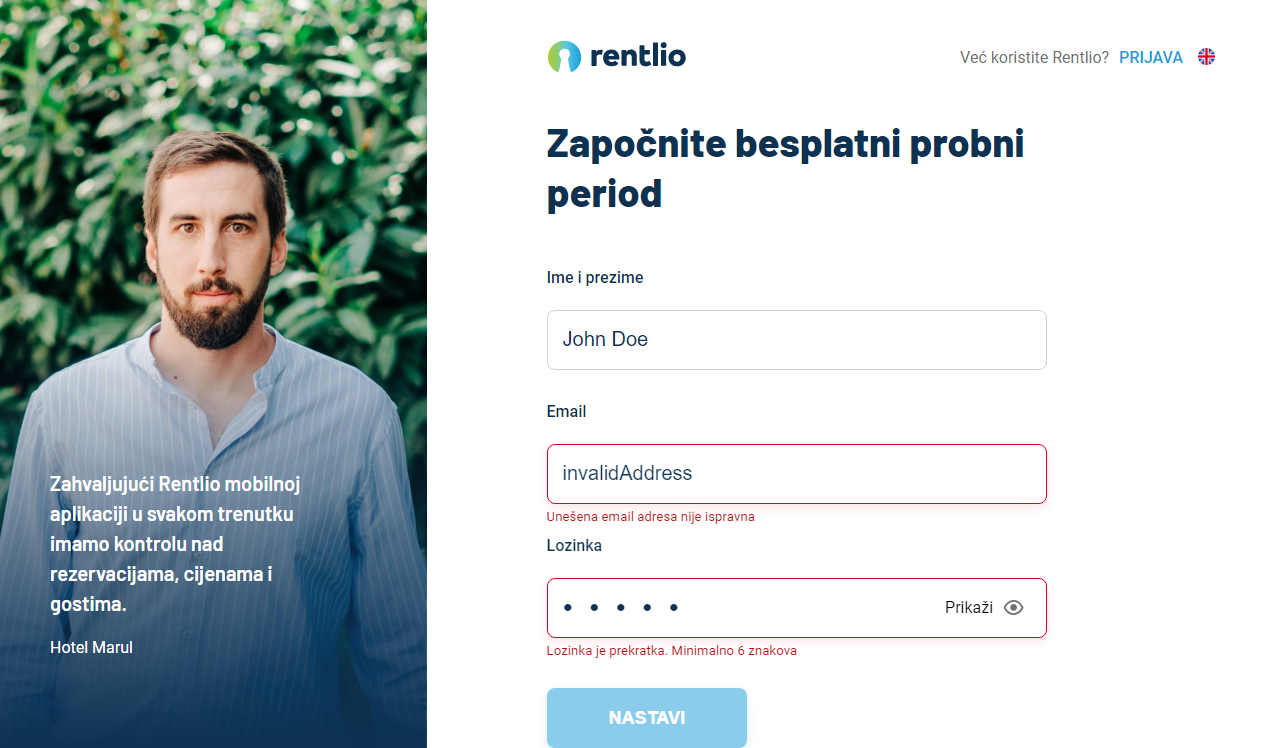 rentlio
Već koristite Rentlio? PRIJAVA
Započnite besplatni probni
period
Ime i prezime
John Doe
Email
invalidAddress
Unešena email adresa nije ispravna
Lozinka
Prikaži
Lozinka je prekratka. Minimalno 6 znakova
NASTAVI
Zahvaljujući Rentlio mobilnoj
aplikaciji u svakom trenutku
imamo kontrolu nad
rezervacijama, cijenama i
gostima.
Hotel Marul